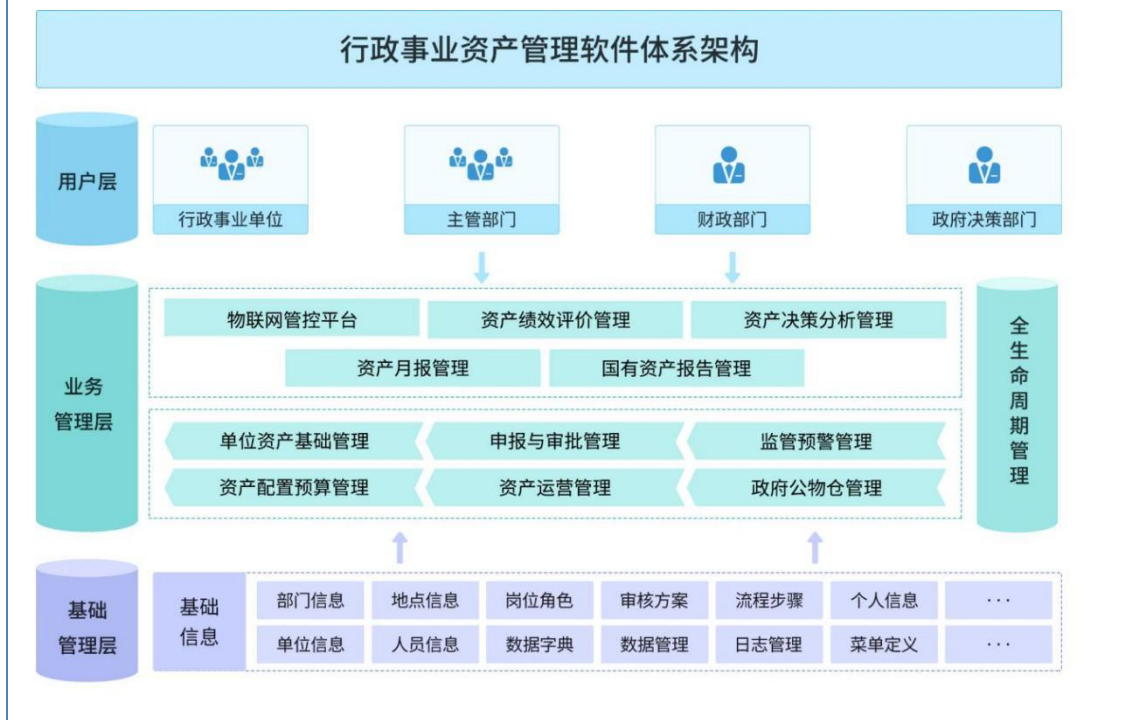 行政事业资产管理软件体系架构
用户层
行政事业单位
主管部门
财政部门
政府决策部门
业务
管理层
物联网管控平台
资产绩效评价管理
资产决策分析管理
资产月报管理
国有资产报告管理
单位资产基础管理
申报与审批管理
监管预警管理
资产配置预算管理
资产运营管理
政府公物仓管理
全生命周期管理
基础
管理层
基础
信息
部门信息
地点信息
岗位角色
审核方案
流程步骤
个人信息
···
单位信息
人员信息
数据字典
数据管理
日志管理
菜单定义
···